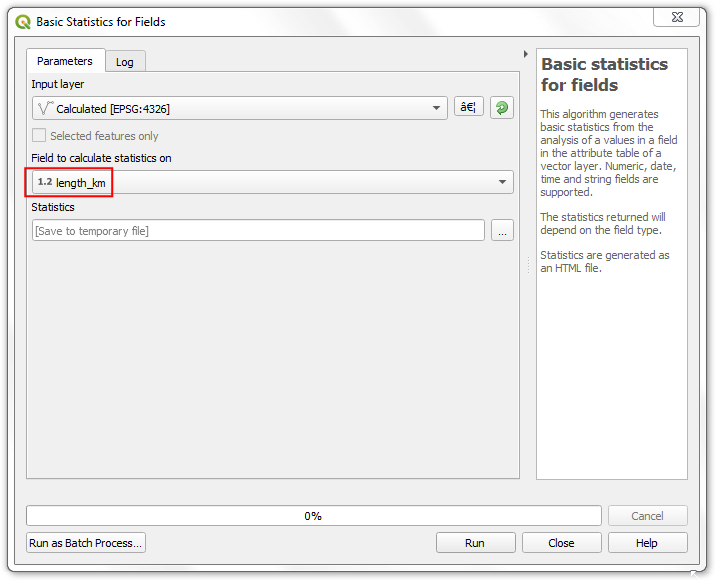 Basic Statistics for Fields
Parameters
Log
Input layer
Calculated [EPSG:4326]
â€¦
Selected features only
Field to calculate statistics on
1.2 length_km
Statistics
[Save to temporary file]
...
Basic statistics
for fields
This algorithm generates
basic statistics from the
analysis of a values in a field
in the attribute table of a
vector layer. Numeric, date,
time and string fields are
supported.
The statistics returned will
depend on the field type.
Statistics are generated as
an HTML file.
0%
Cancel
Run as Batch Process...
Run
Close
Help